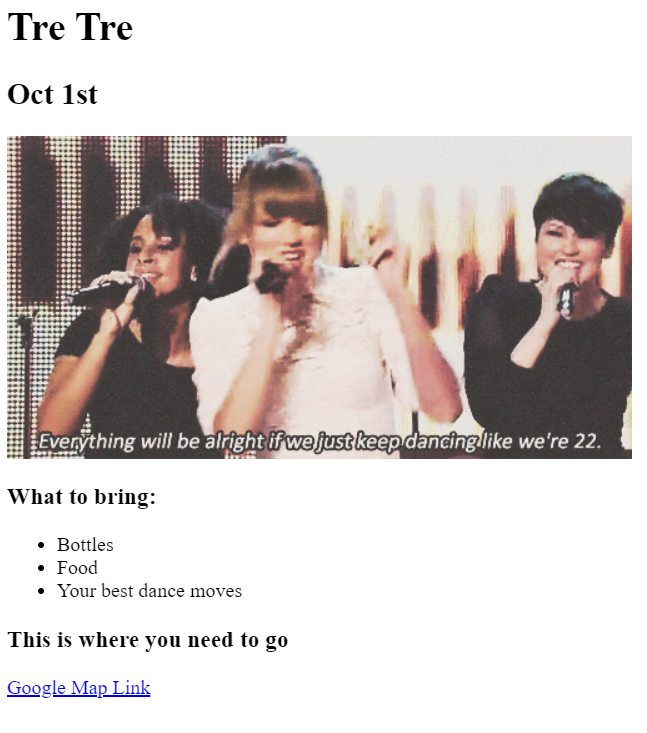 Tre Tre
Oct 1st
Everything will be alright if we just keep dancing like we're 22.
What to bring:
Bottles
Food
Your best dance moves
This is where you need to go
Google Map Link